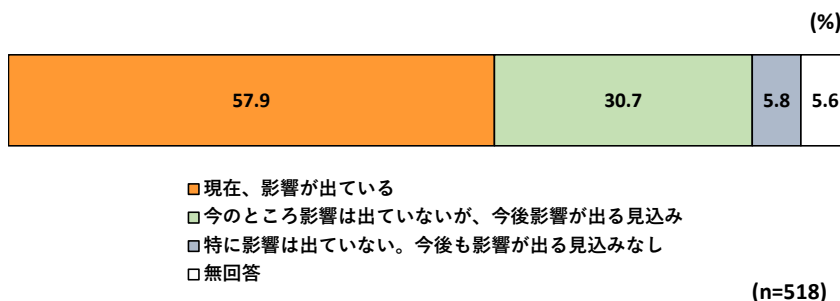 (%)
57.9 30.7 5.8 5.6
■現在、影響が出ている
■今のところ影響は出ていないが、今後影響が出る見込み
■特に影響は出ていない。今後も影響が出る見込みなし
□無回答
(n=518)